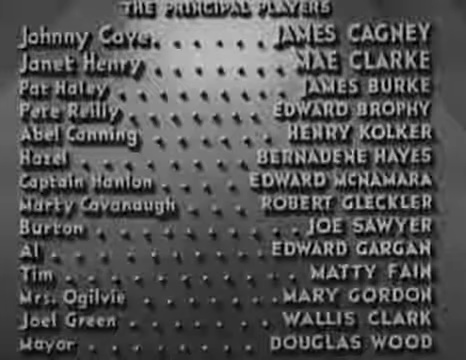 THE PRINCIPAL PLAYERS
Johnny Cave. . . . . . JAMES CAGNEY
Janet Henry . . . . . MAE CLARKE
Pat Haley . . . . . . . JAMES BURKE
Pete Reilly . . . . . . EDWARD BROPHY
Abel Canning . . . . . . HENRY KOLKER
Hazel . . . . . . . . BERNADENE HAYES
Captain Hanlon . . . . EDWARD MCNAMARA
Marty Cavanaugh . . . . ROBERT GLECKLER
Burton . . . . . . . . . JOE SAWYER
Al . . . . . . . . . EDWARD GARGAN
Tim . . . . . . . . . . MATTY FAIN
Mrs. Ogilvie . . . . . . MARY GORDON
Joel Green . . . . . . WALLIS CLARK
Mayor . . . . . . . DOUGLAS WOOD